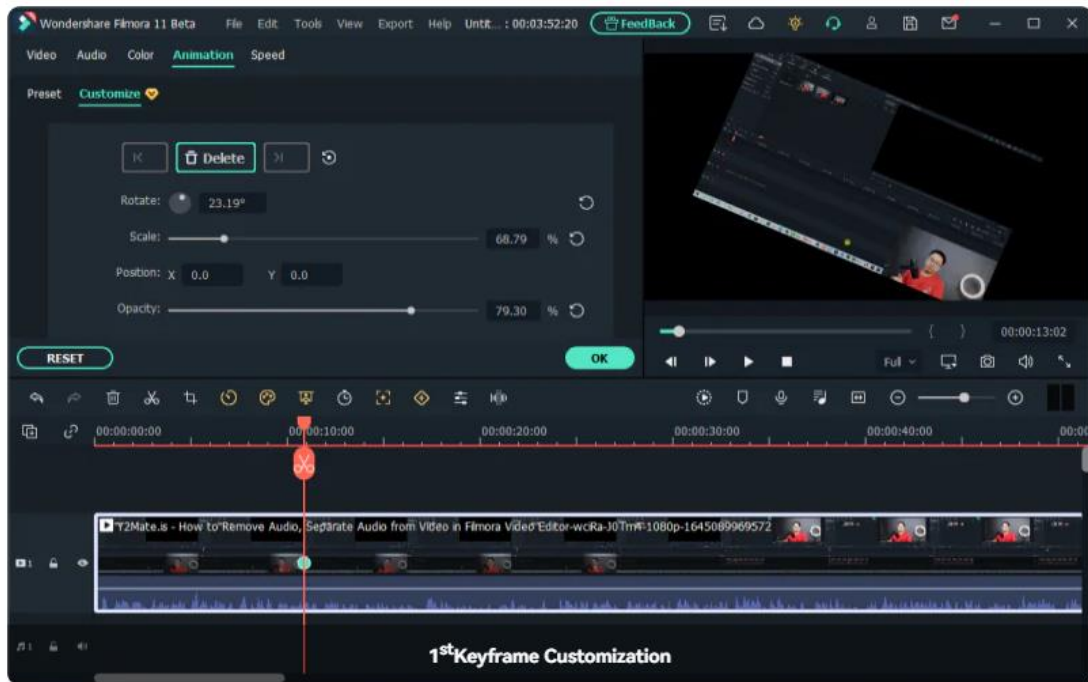 Wondershare Filmora 11 Beta File Edit Tools View Export Help Untit... : 00:03:52:20 FeedBack
Video Audio Color Animation Speed
Preset Customize
Delete
Rotate: 23.19°
Scale: 68.79 %
Position: X 0.0 Y 0.0
Opacity: 79.30 %
RESET OK
00:00:13:02
Full
00:00:00:00 00:00:10:00 00:00:20:00 00:00:30:00 00:00:40:00 00:00
Y2Mate.is - How to Remove Audio, Separate Audio from Video in Filmora Video Editor-wciRa-J0TmA-1080p-1645089969572
1
1
1stKeyframe Customization